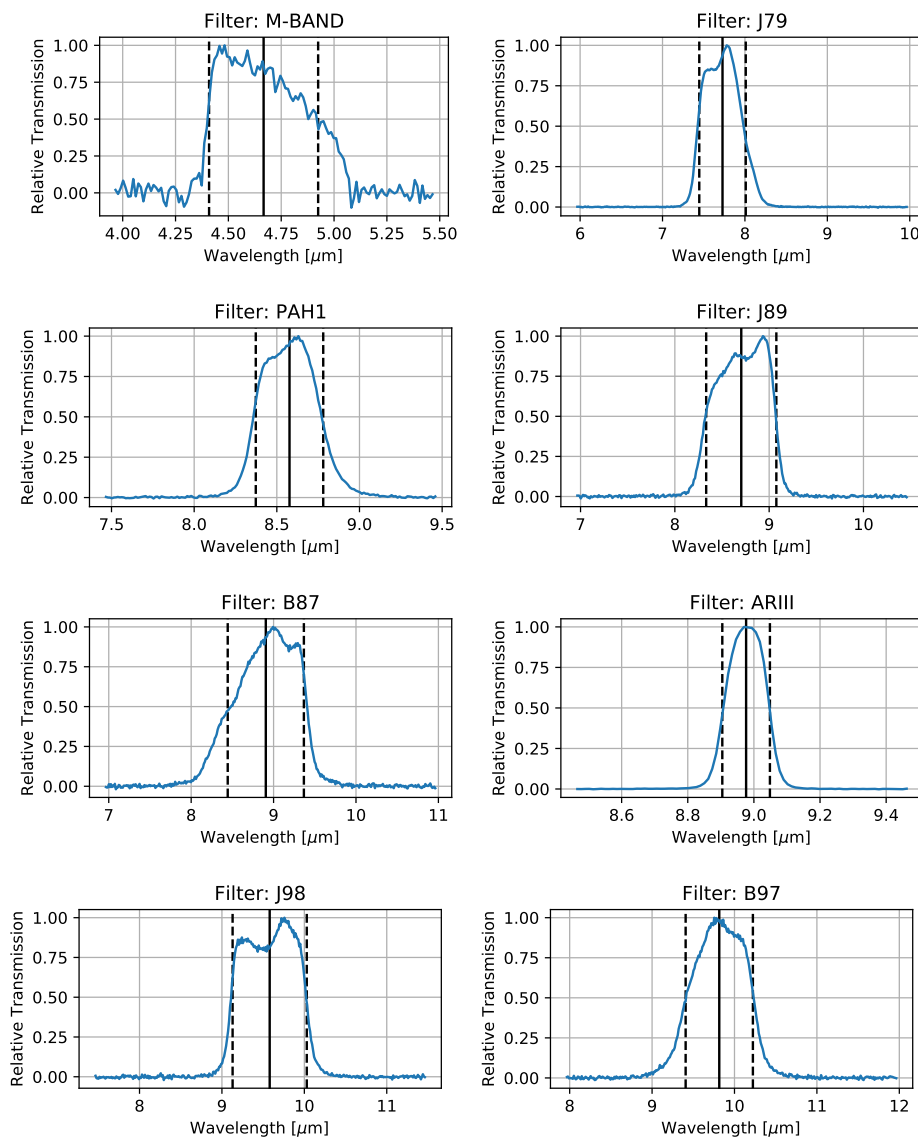 Filter: M-BAND
Relative Transmission
1.00
0.75
0.50
0.25
0.00
4.00 4.25 4.50 4.75 5.00 5.25 5.50
Wavelength [μm]
Filter: J79
Relative Transmission
1.00
0.75
0.50
0.25
0.00
6 7 8 9 10
Wavelength [μm]
Filter: PAH1
Relative Transmission
1.00
0.75
0.50
0.25
0.00
7.5 8.0 8.5 9.0 9.5
Wavelength [μm]
Filter: J89
Relative Transmission
1.00
0.75
0.50
0.25
0.00
7 8 9 10
Wavelength [μm]
Filter: B87
Relative Transmission
1.00
0.75
0.50
0.25
0.00
7 8 9 10 11
Wavelength [μm]
Filter: ARIII
Relative Transmission
1.00
0.75
0.50
0.25
0.00
8.6 8.8 9.0 9.2 9.4
Wavelength [μm]
Filter: J98
Relative Transmission
1.00
0.75
0.50
0.25
0.00
8 9 10 11
Wavelength [μm]
Filter: B97
Relative Transmission
1.00
0.75
0.50
0.25
0.00
8 9 10 11 12
Wavelength [μm]